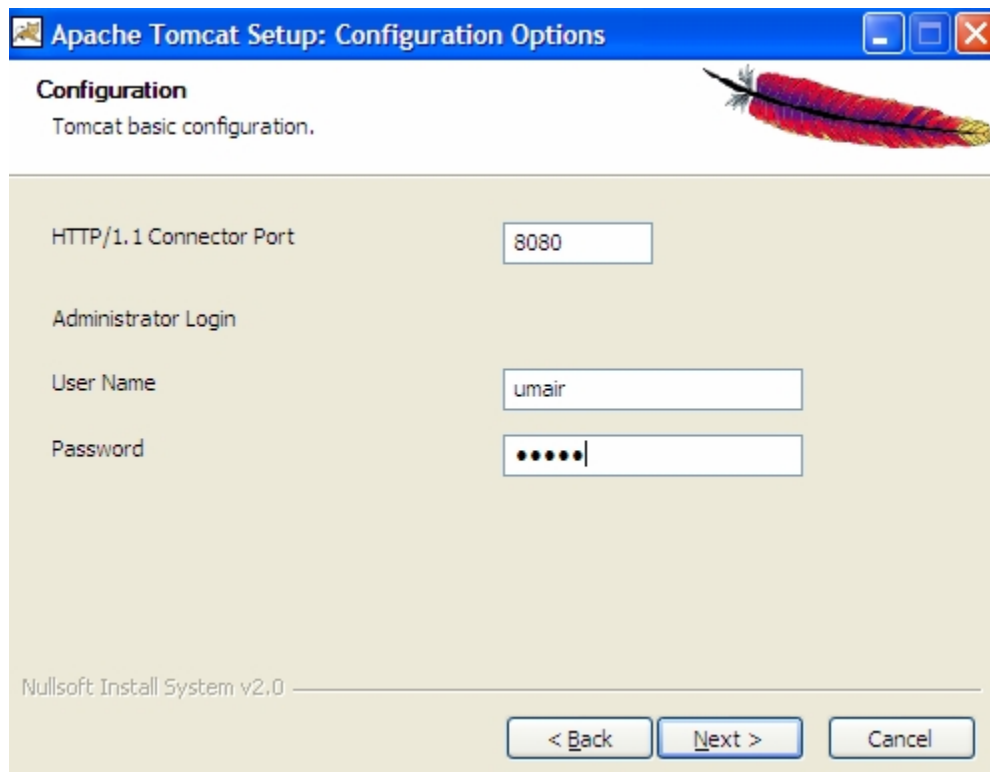 Apache Tomcat Setup: Configuration Options
Configuration
Tomcat basic configuration.
HTTP/1.1 Connector Port
8080
Administrator Login
User Name
umair
Password
•••••
Nullsoft Install System v2.0
< Back
Next >
Cancel